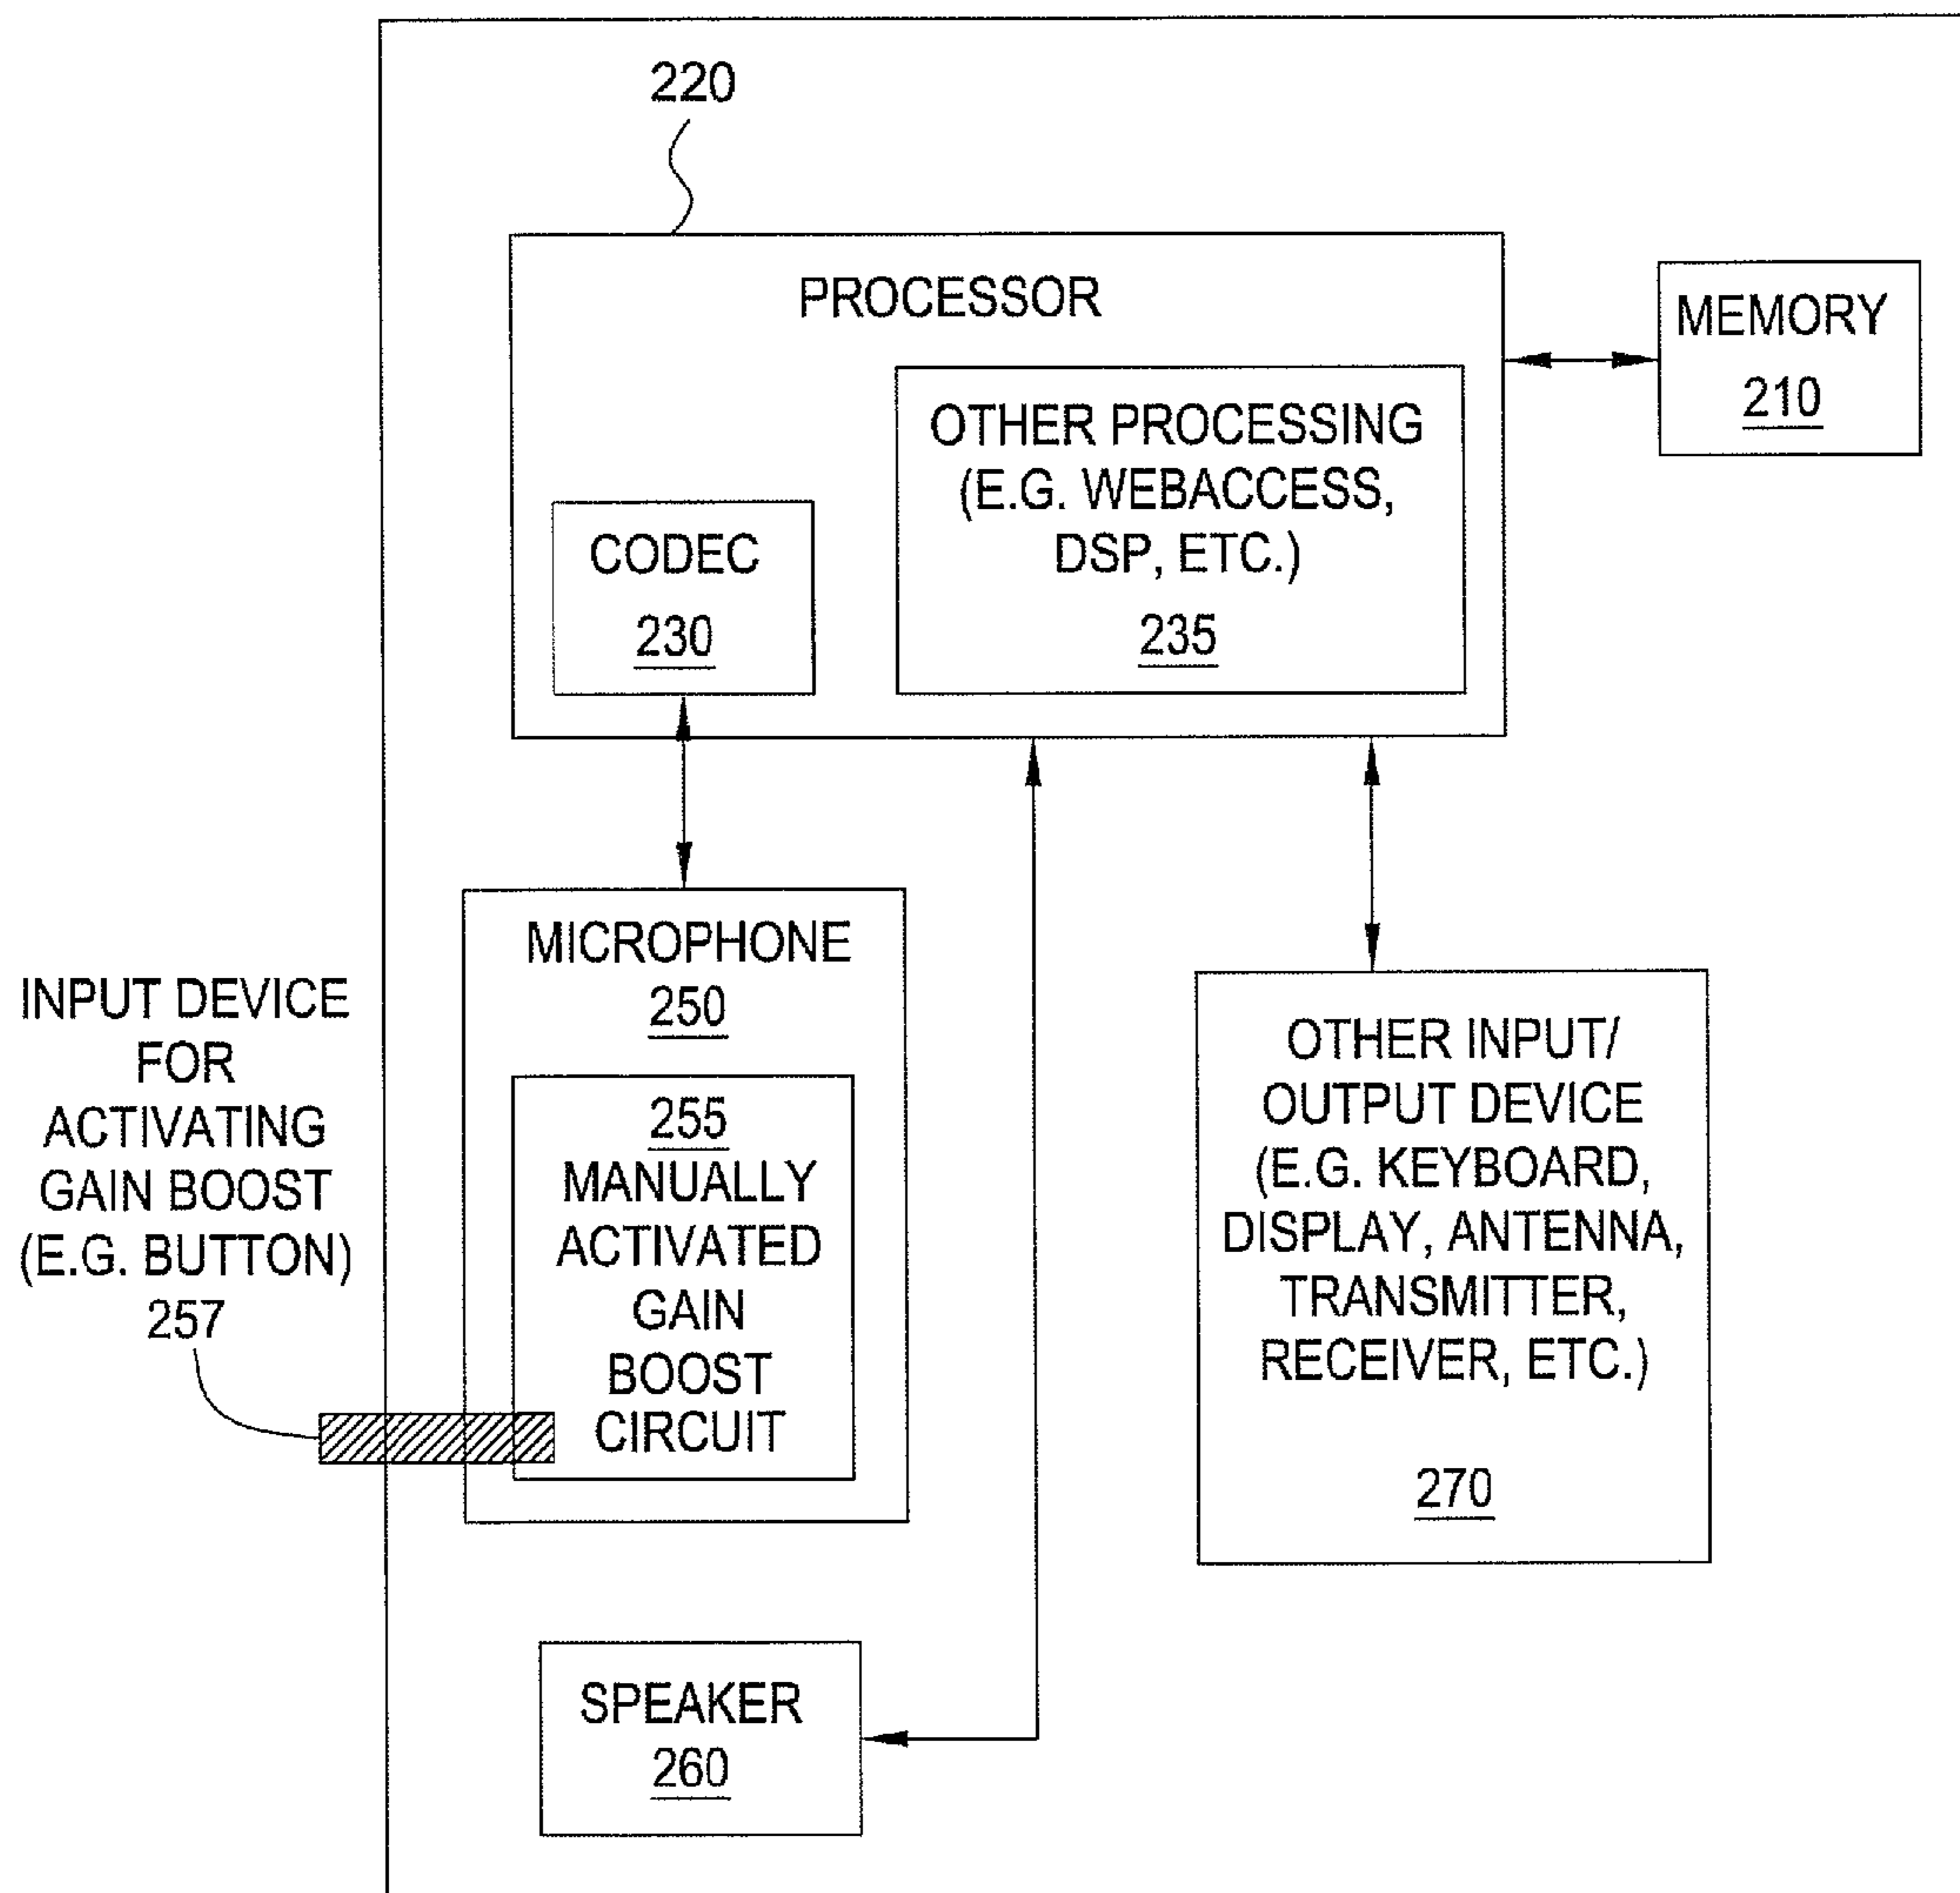 220
PROCESSOR
MEMORY
210
OTHER PROCESSING
(E.G. WEBACCESS,
DSP, ETC.)
235
CODEC
230
MICROPHONE
250
255
MANUALLY
ACTIVATED
GAIN
BOOST
CIRCUIT
INPUT DEVICE
FOR
ACTIVATING
GAIN BOOST
(E.G. BUTTON)
257
OTHER INPUT/
OUTPUT DEVICE
(E.G. KEYBOARD,
DISPLAY, ANTENNA,
TRANSMITTER,
RECEIVER, ETC.)
270
SPEAKER
260